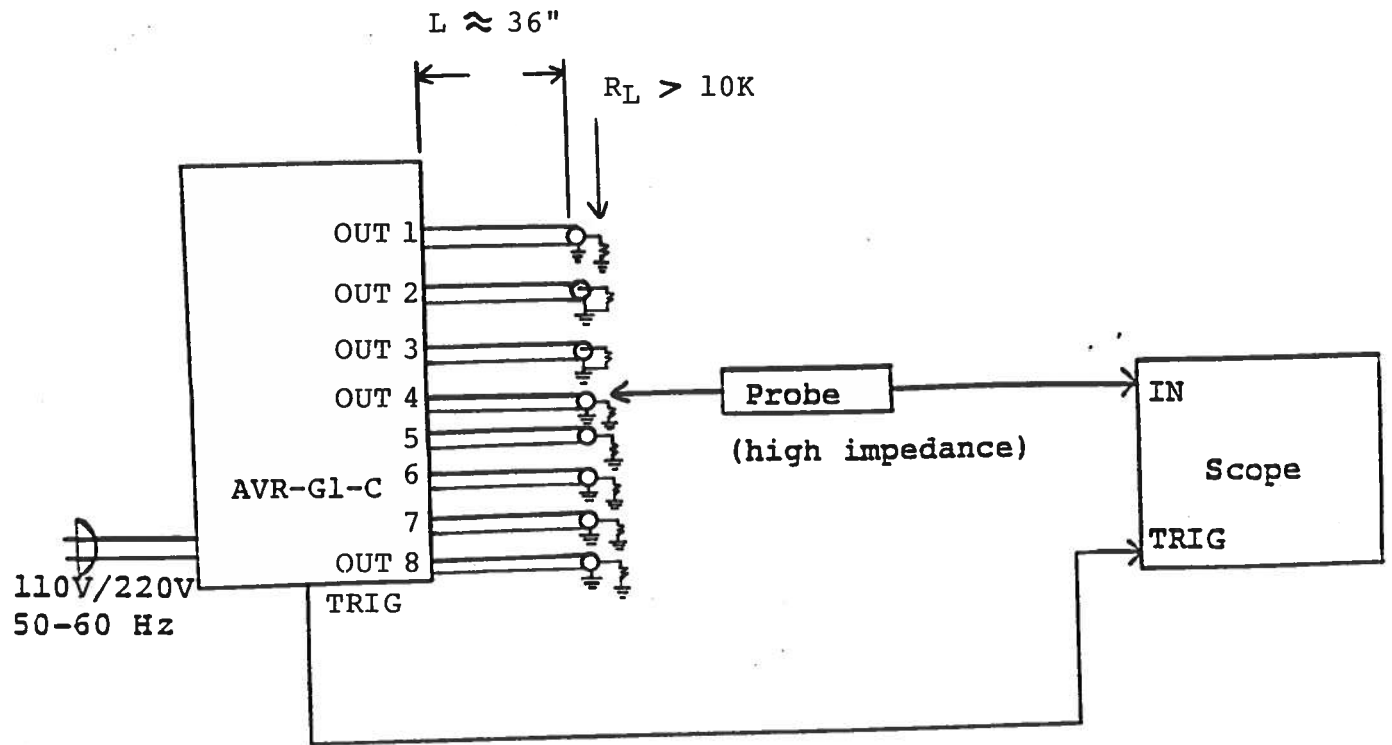 L ≈ 36"
R_L > 10K
OUT 1
OUT 2
OUT 3
OUT 4
5
6
7
OUT 8
AVR-G1-C
TRIG
110V/220V
50-60 Hz
Probe
(high impedance)
IN
Scope
TRIG